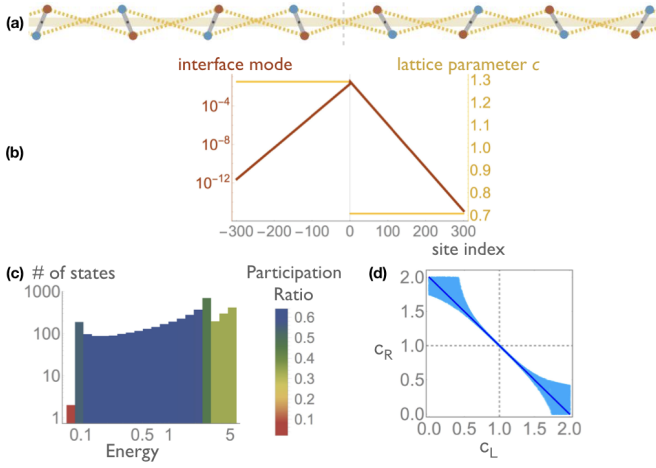 (a)
interface mode lattice parameter c
(b)
10⁻⁴
10⁻⁸
10⁻¹²
1.3
1.2
1.1
1.0
0.9
0.8
0.7
−300 −200 −100 0 100 200 300
site index
(c) # of states
1000
100
10
1
0.1 0.5 1 5
Energy
Participation
Ratio
0.6
0.5
0.4
0.3
0.2
0.1
(d)
2.0
1.5
c_R 1.0
0.5
0.0
0.0 0.5 1.0 1.5 2.0
c_L